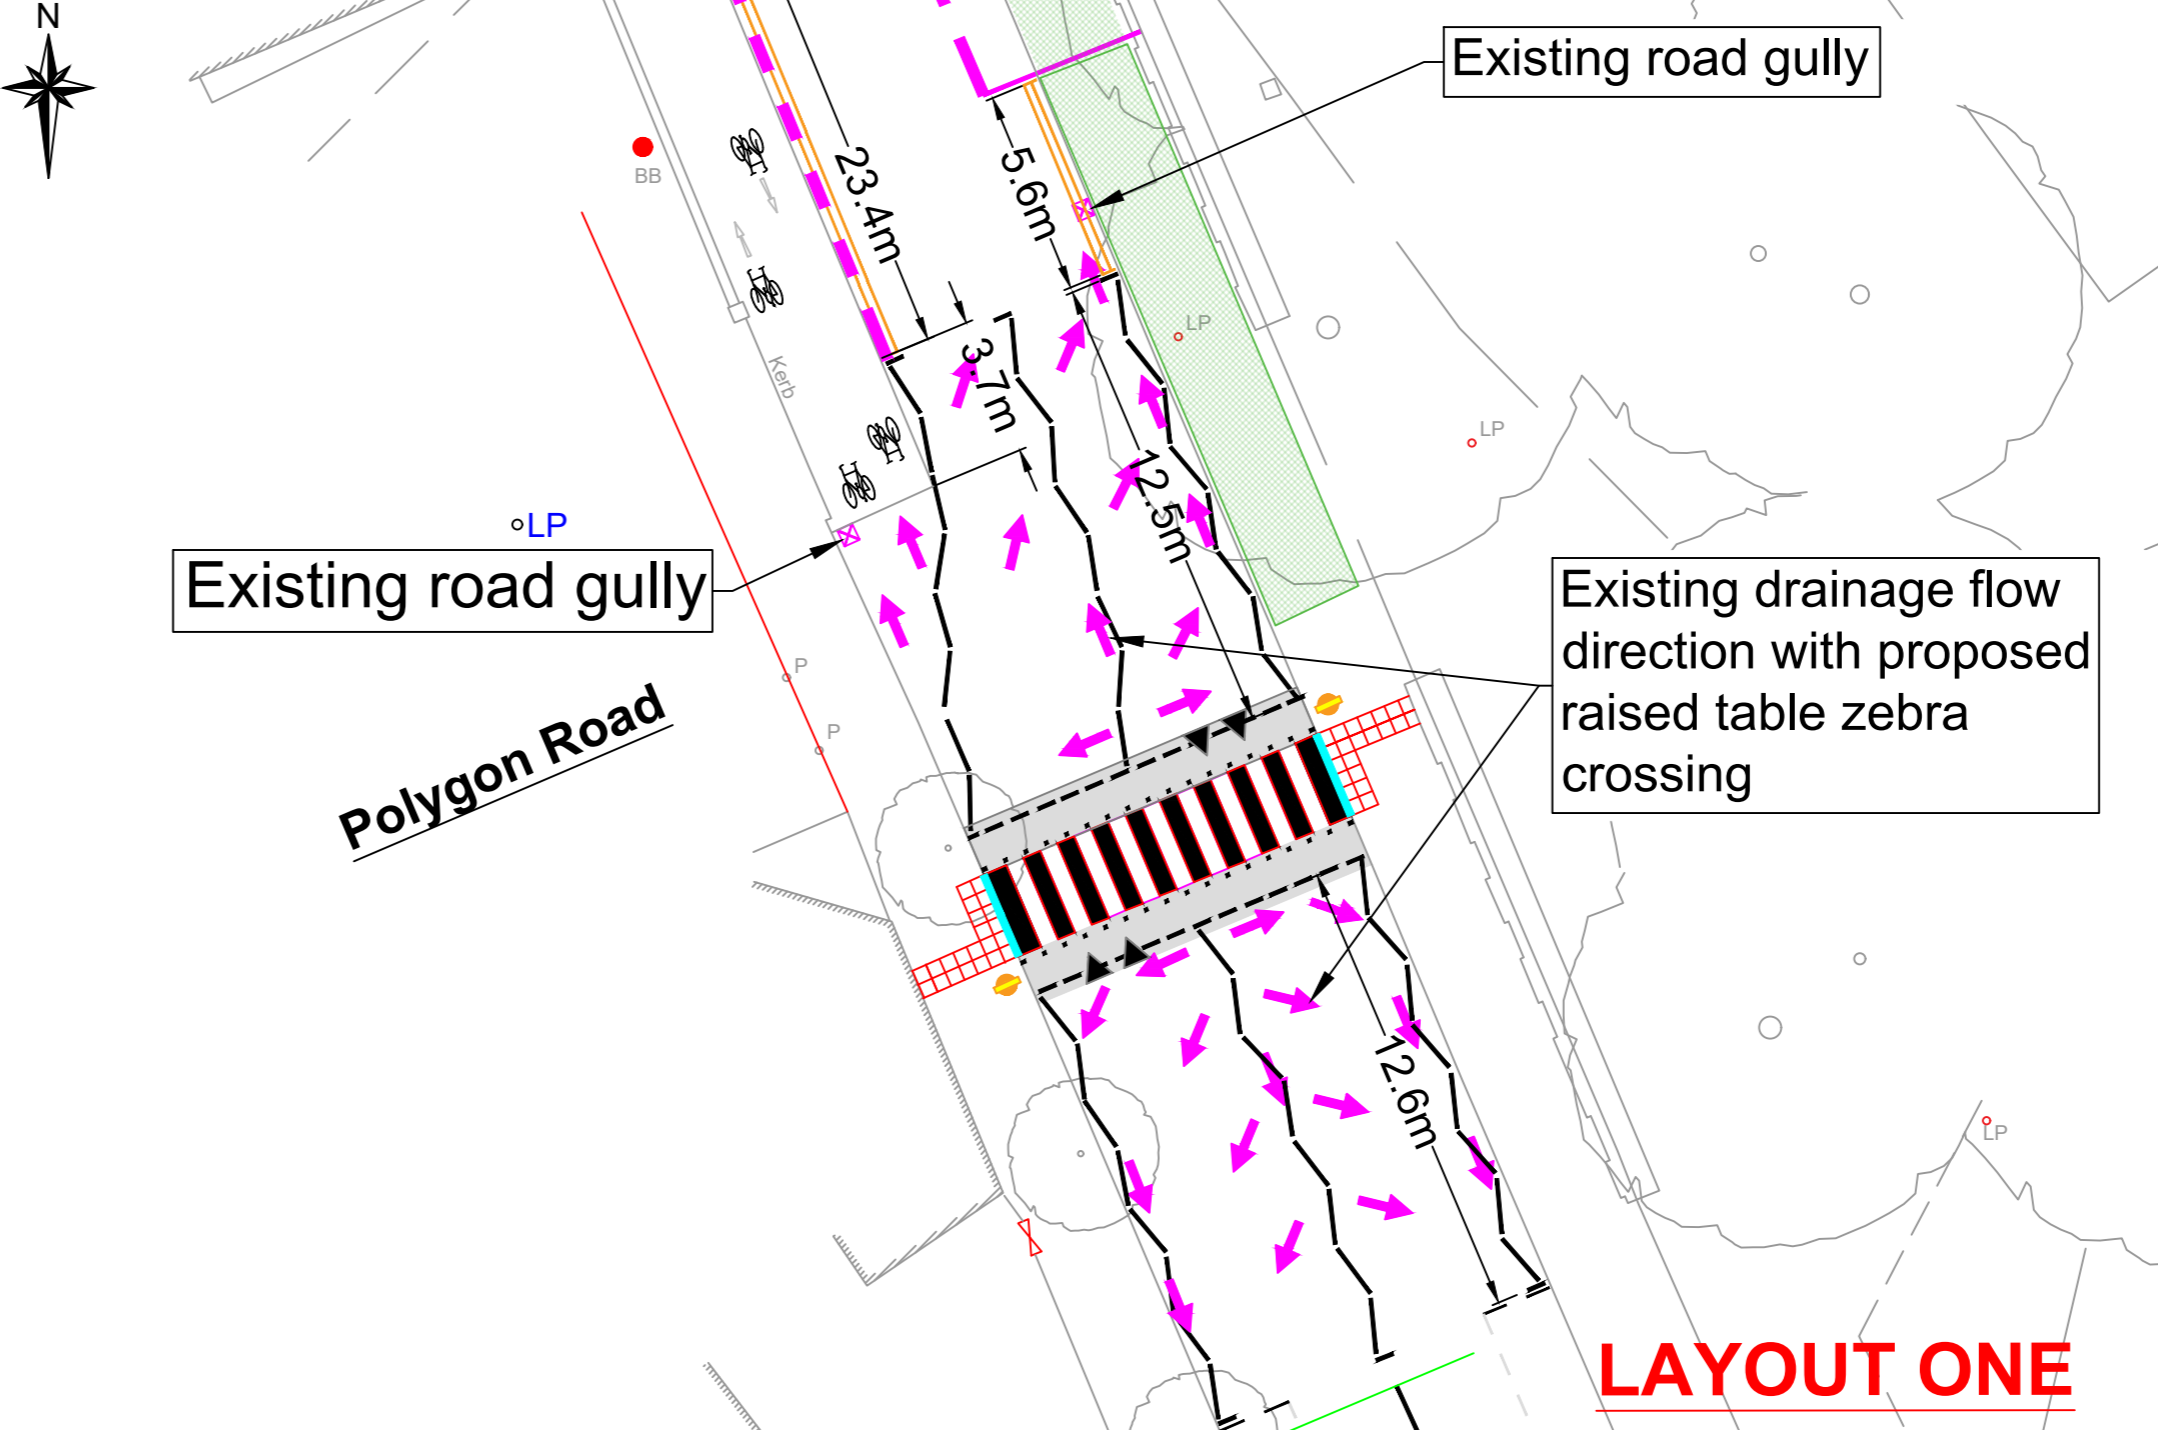 N
Existing road gully
BB
23.4m
5.6m
LP
3.7m
Kerb
LP
12.5m
LP
Existing road gully
Existing drainage flow
direction with proposed
raised table zebra
crossing
P
P
Polygon Road
12.6m
LP
LAYOUT ONE